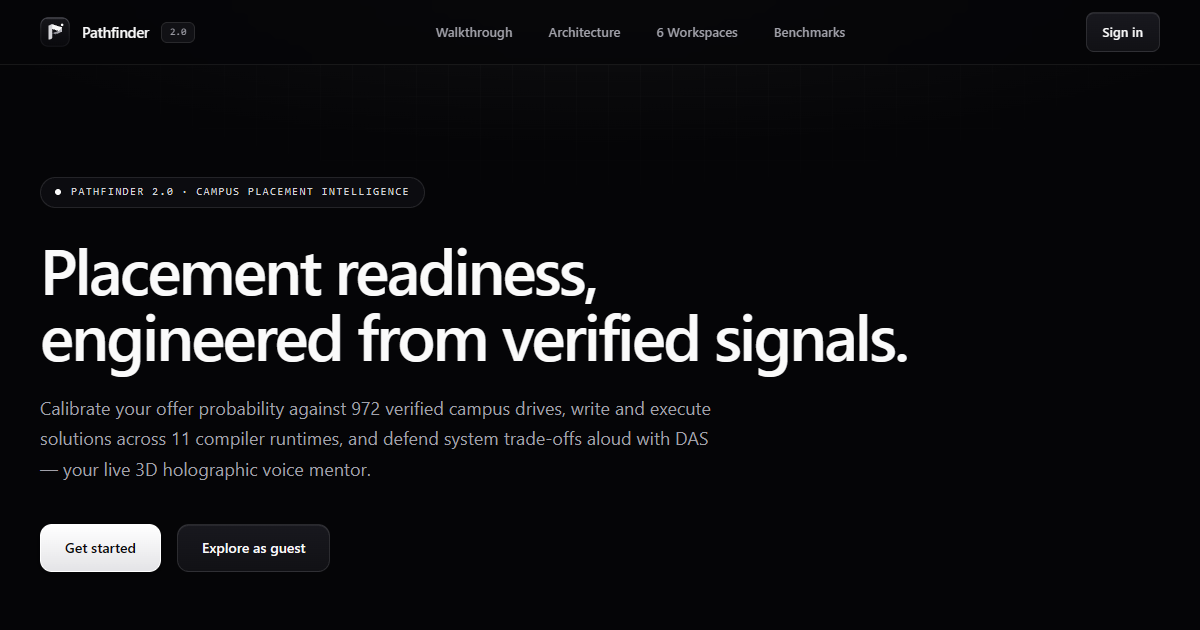 Pathfinder 2.0 Walkthrough Architecture 6 Workspaces Benchmarks Sign in
PATHFINDER 2.0 · CAMPUS PLACEMENT INTELLIGENCE
Placement readiness,
engineered from verified signals.
Calibrate your offer probability against 972 verified campus drives, write and execute
solutions across 11 compiler runtimes, and defend system trade-offs aloud with DAS
— your live 3D holographic voice mentor.
Get started Explore as guest